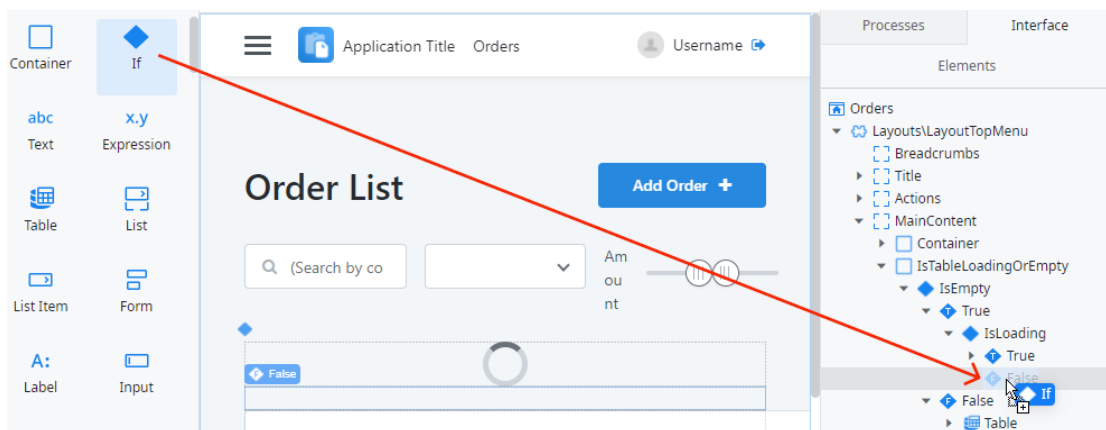 Container
If
abc
x.y
Text
Expression
Table
List
List Item
Form
A:
Label
Input
Application Title Orders
Username
Order List
Add Order +
(Search by co
Am
ou
nt
False
Processes
Interface
Elements
Orders
Layouts\LayoutTopMenu
Breadcrumbs
Title
Actions
MainContent
Container
IsTableLoadingOrEmpty
IsEmpty
T True
IsLoading
T True
False
If
F False
Table